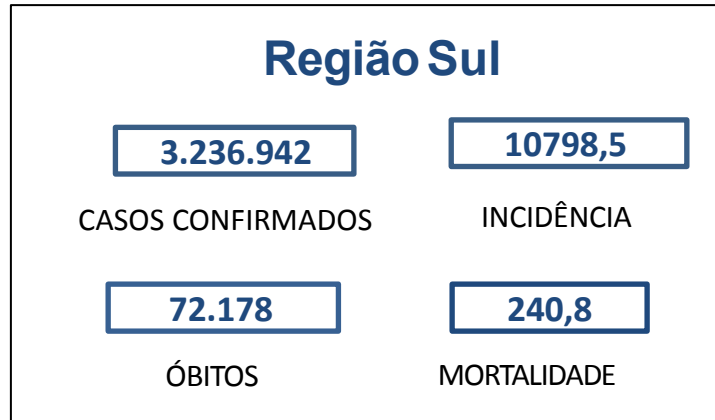 Região Sul
3.236.942
10798,5
CASOS CONFIRMADOS
INCIDÊNCIA
72.178
240,8
ÓBITOS
MORTALIDADE